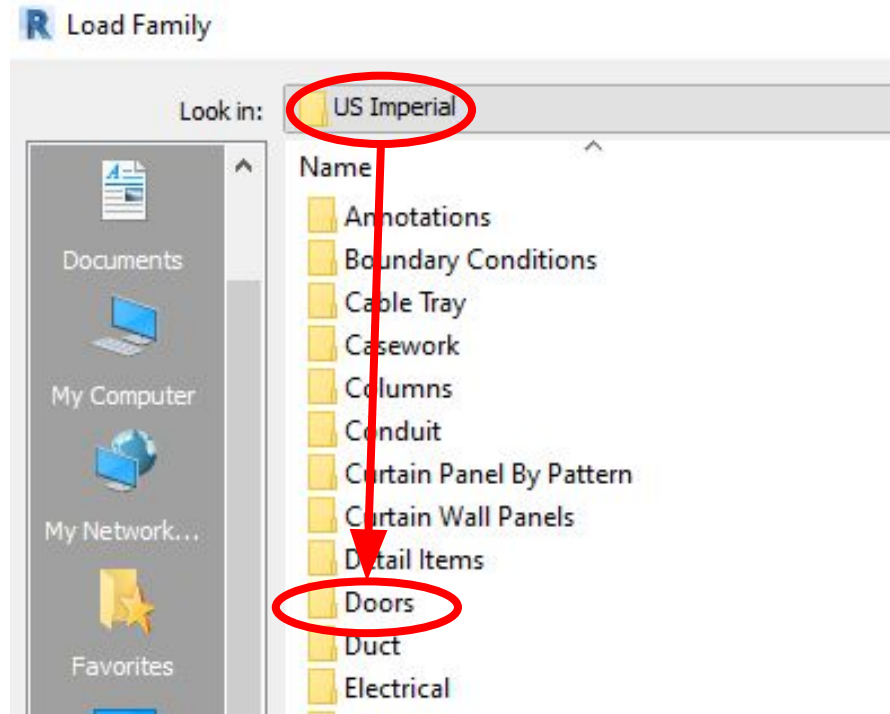 Load Family
Look in: US Imperial
Documents
My Computer
My Network...
Favorites
Name
Annotations
Boundary Conditions
Cable Tray
Casework
Columns
Conduit
Curtain Panel By Pattern
Curtain Wall Panels
Detail Items
Doors
Duct
Electrical